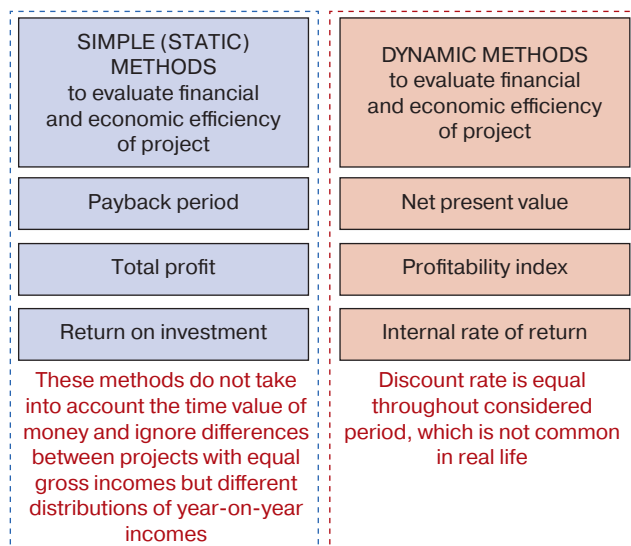 SIMPLE (STATIC)
METHODS
to evaluate financial
and economic efficiency
of project
Payback period
Total profit
Return on investment
These methods do not take
into account the time value of
money and ignore differences
between projects with equal
gross incomes but different
distributions of year-on-year
incomes
DYNAMIC METHODS
to evaluate financial
and economic efficiency
of project
Net present value
Profitability index
Internal rate of return
Discount rate is equal
throughout considered
period, which is not common
in real life